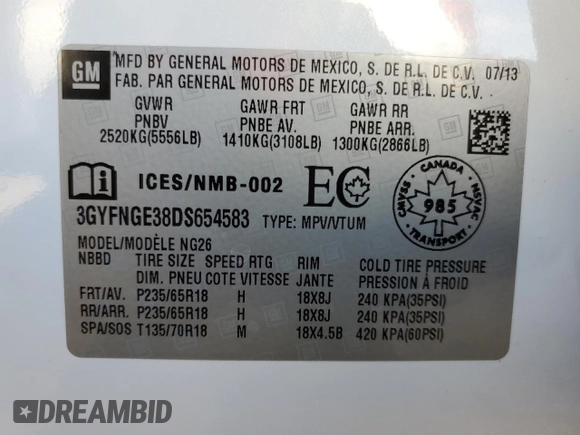 GM
MFD BY GENERAL MOTORS DE MEXICO, S. DE R.L. DE C.V. 07/13
FAB. PAR GENERAL MOTORS DE MEXICO, S. DE R.L. DE C.V.
GVWR GAWR FRT GAWR RR
PNBV PNBE AV. PNBE ARR.
2520KG(5556LB) 1410KG(3108LB) 1300KG(2866LB)
ICES/NMB-002 EC
CANADA
CMVSS NSVAC
985
TRANSPORT
3GYFNGE38DS654583 TYPE: MPV/VTUM
MODEL/MODÈLE NG26
NBBD TIRE SIZE SPEED RTG RIM COLD TIRE PRESSURE
DIM. PNEU COTE VITESSE JANTE PRESSION À FROID
FRT/AV. P235/65R18 H 18X8J 240 KPA(35PSI)
RR/ARR. P235/65R18 H 18X8J 240 KPA(35PSI)
SPA/SOS T135/70R18 M 18X4.5B 420 KPA(60PSI)
DREAMBID